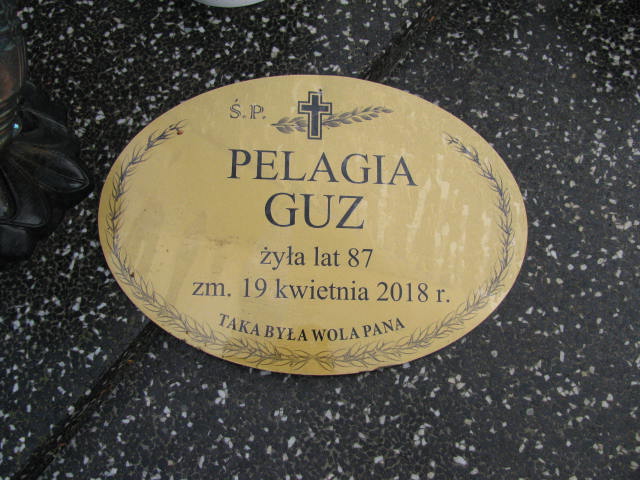 Ś.P.
PELAGIA
GUZ
żyła lat 87
zm. 19 kwietnia 2018 r.
TAKA BYŁA WOLA PANA